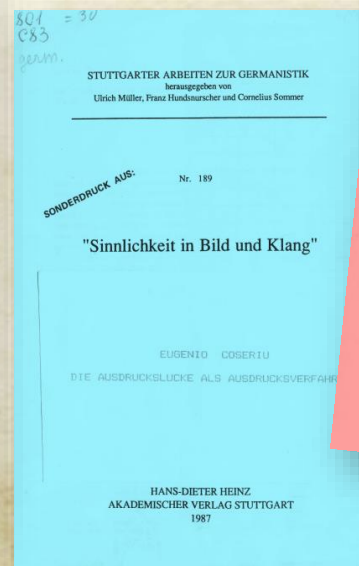 801 = 30
C83
germ.
STUTTGARTER ARBEITEN ZUR GERMANISTIK
herausgegeben von
Ulrich Müller, Franz Hundsnurscher und Cornelius Sommer
SONDERDRUCK AUS:
Nr. 189
"Sinnlichkeit in Bild und Klang"
EUGENIO COSERIU
DIE AUSDRUCKSLUCKE ALS AUSDRUCKSVERFAHR
HANS-DIETER HEINZ
AKADEMISCHER VERLAG STUTTGART
1987